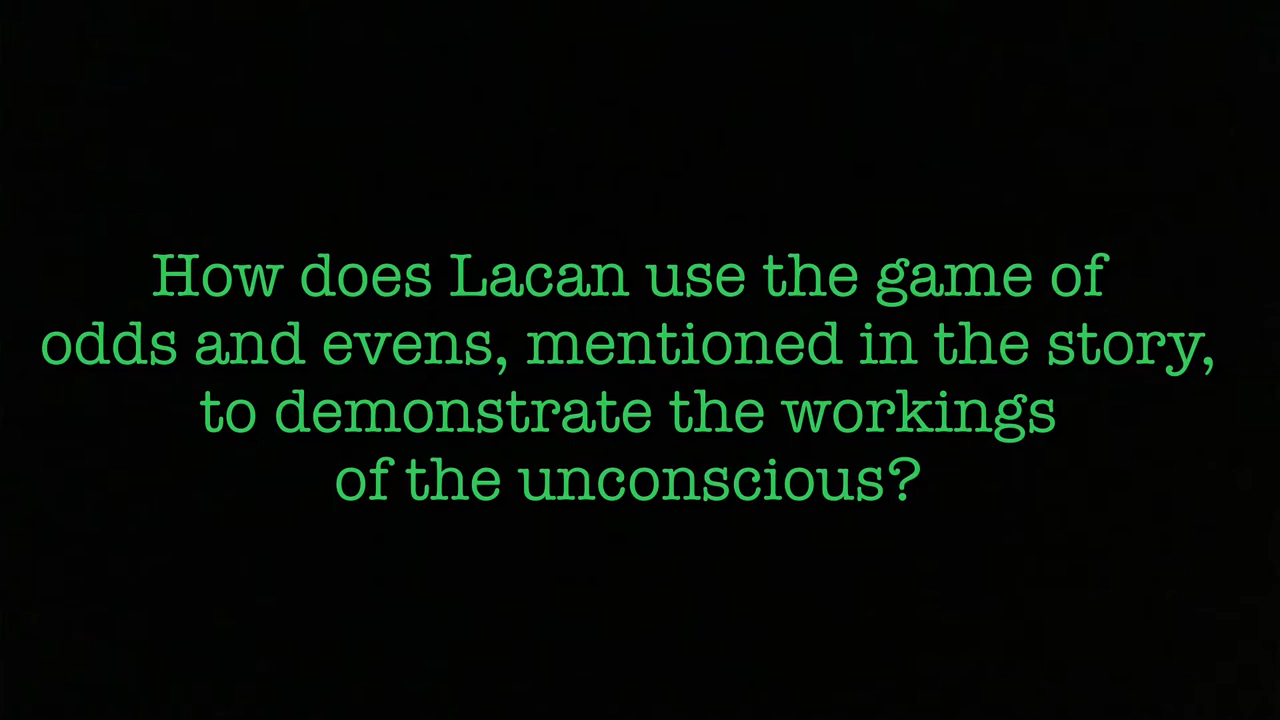 How does Lacan use the game of
odds and evens, mentioned in the story,
to demonstrate the workings
of the unconscious?